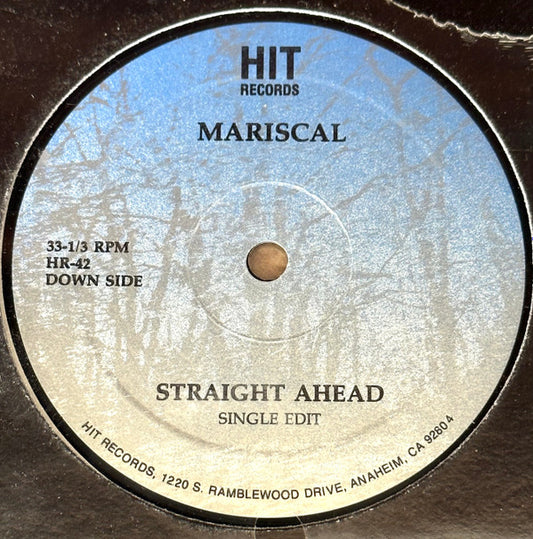 HIT
RECORDS
MARISCAL
33-1/3 RPM
HR-42
DOWN SIDE
STRAIGHT AHEAD
SINGLE EDIT
HIT RECORDS, 1220 S. RAMBLEWOOD DRIVE, ANAHEIM, CA 92804